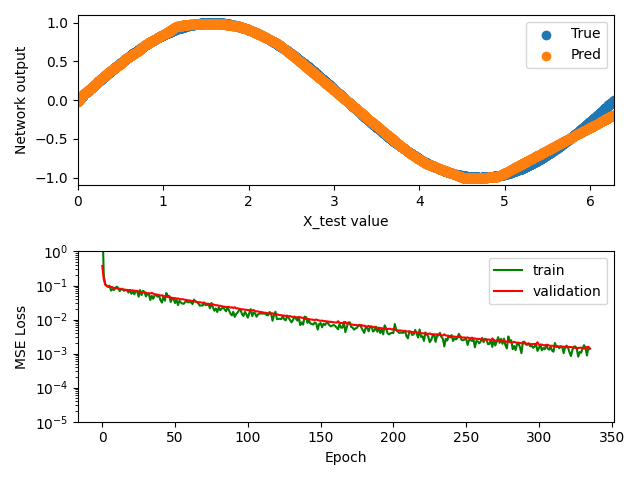 Network output
1.0
0.5
0.0
−0.5
−1.0
True
Pred
0 1 2 3 4 5 6
X_test value
MSE Loss
10^0
10^−1
10^−2
10^−3
10^−4
10^−5
train
validation
0 50 100 150 200 250 300 350
Epoch